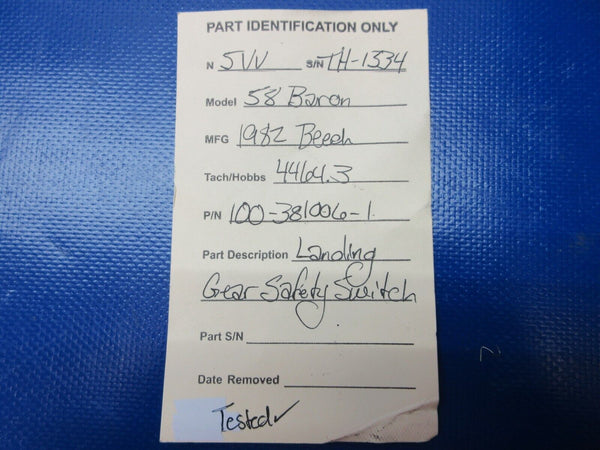 PART IDENTIFICATION ONLY
N 5VV S/N TH-1334
Model 58 Baron
MFG 1982 Beech
Tach/Hobbs 4464.3
P/N 100-381006-1
Part Description Landing
Gear Safety Switch
Part S/N
Date Removed
Tested✓